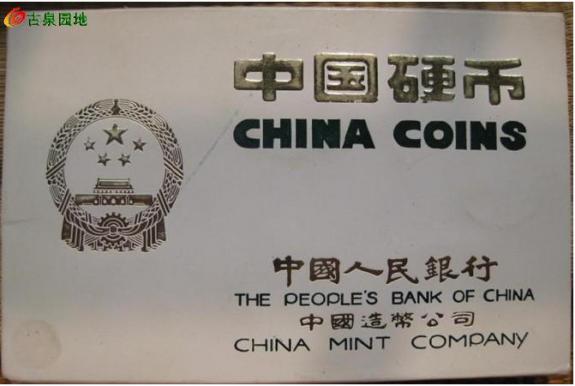 古泉园地
中国硬币
CHINA COINS
中國人民銀行
THE PEOPLE'S BANK OF CHINA
中國造幣公司
CHINA MINT COMPANY